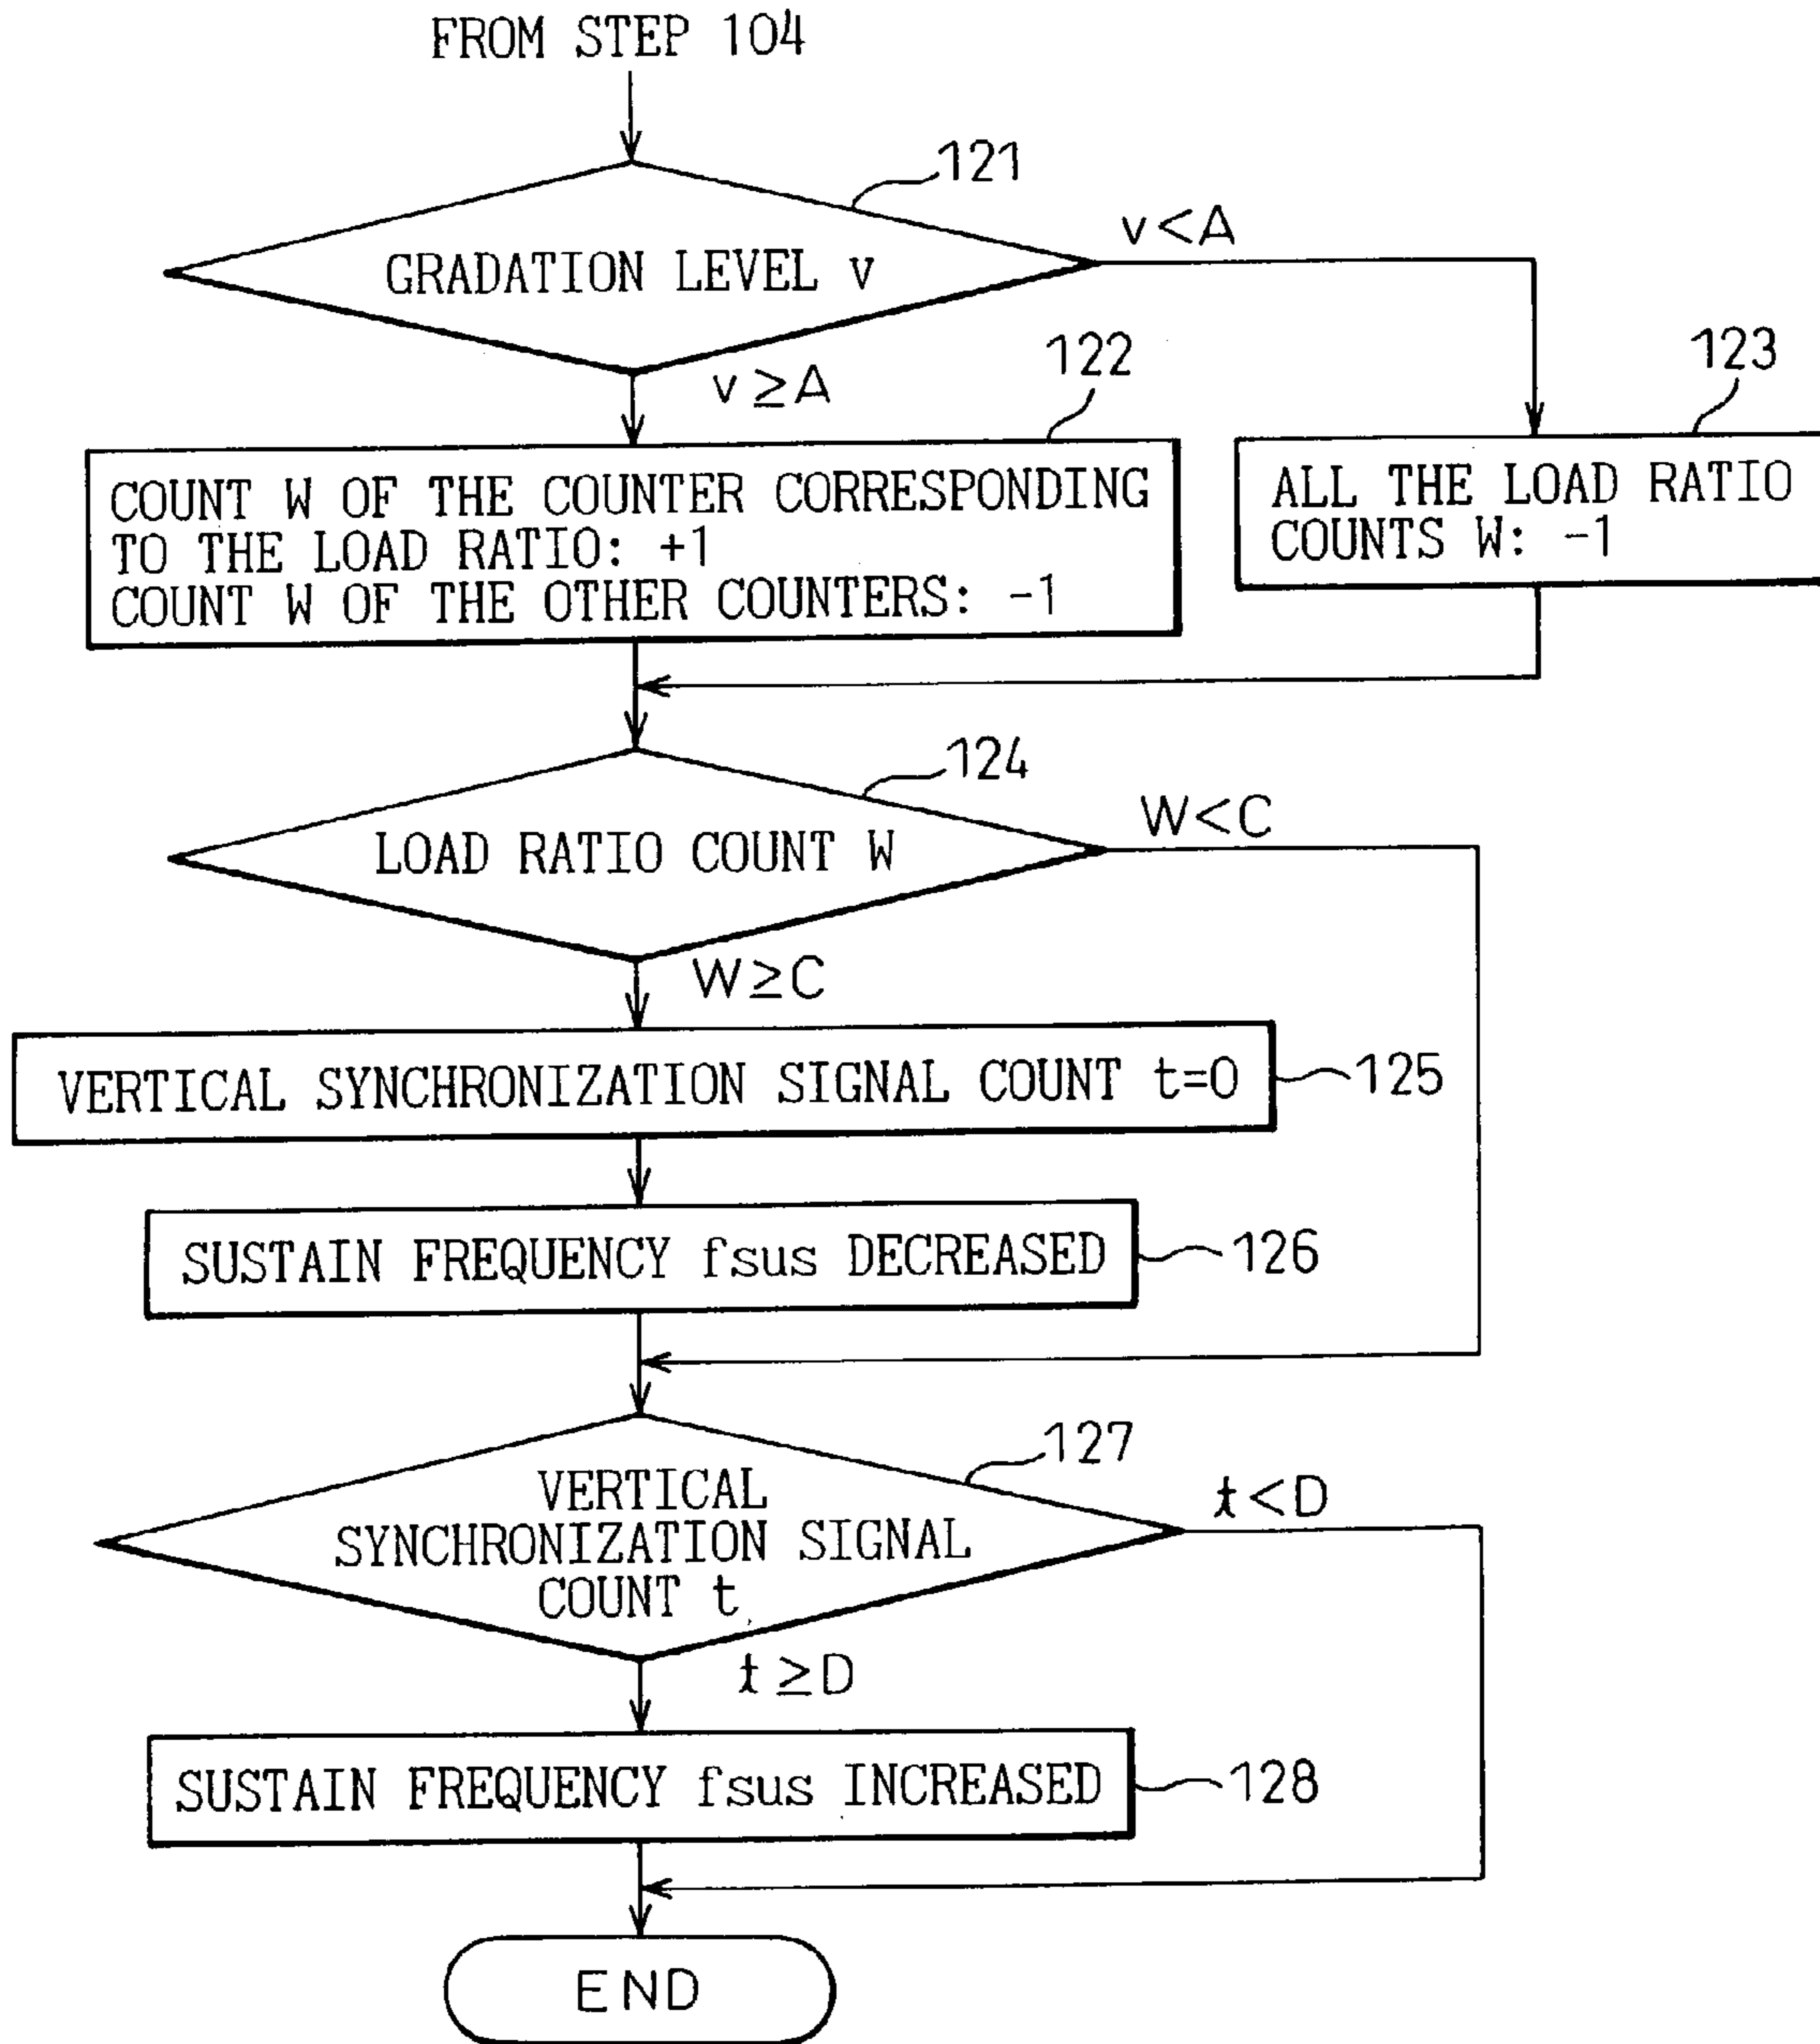 FROM STEP 104
121
GRADATION LEVEL v
v<A
v≥A
122
123
COUNT W OF THE COUNTER CORRESPONDING
TO THE LOAD RATIO: +1
COUNT W OF THE OTHER COUNTERS: -1
ALL THE LOAD RATIO
COUNTS W: -1
124
LOAD RATIO COUNT W
W<C
W≥C
VERTICAL SYNCHRONIZATION SIGNAL COUNT t=0
125
SUSTAIN FREQUENCY fsus DECREASED
126
127
VERTICAL
SYNCHRONIZATION SIGNAL
COUNT t
t<D
t≥D
SUSTAIN FREQUENCY fsus INCREASED
128
END